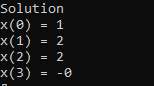 Solution
x(0) = 1
x(1) = 2
x(2) = 2
x(3) = -0